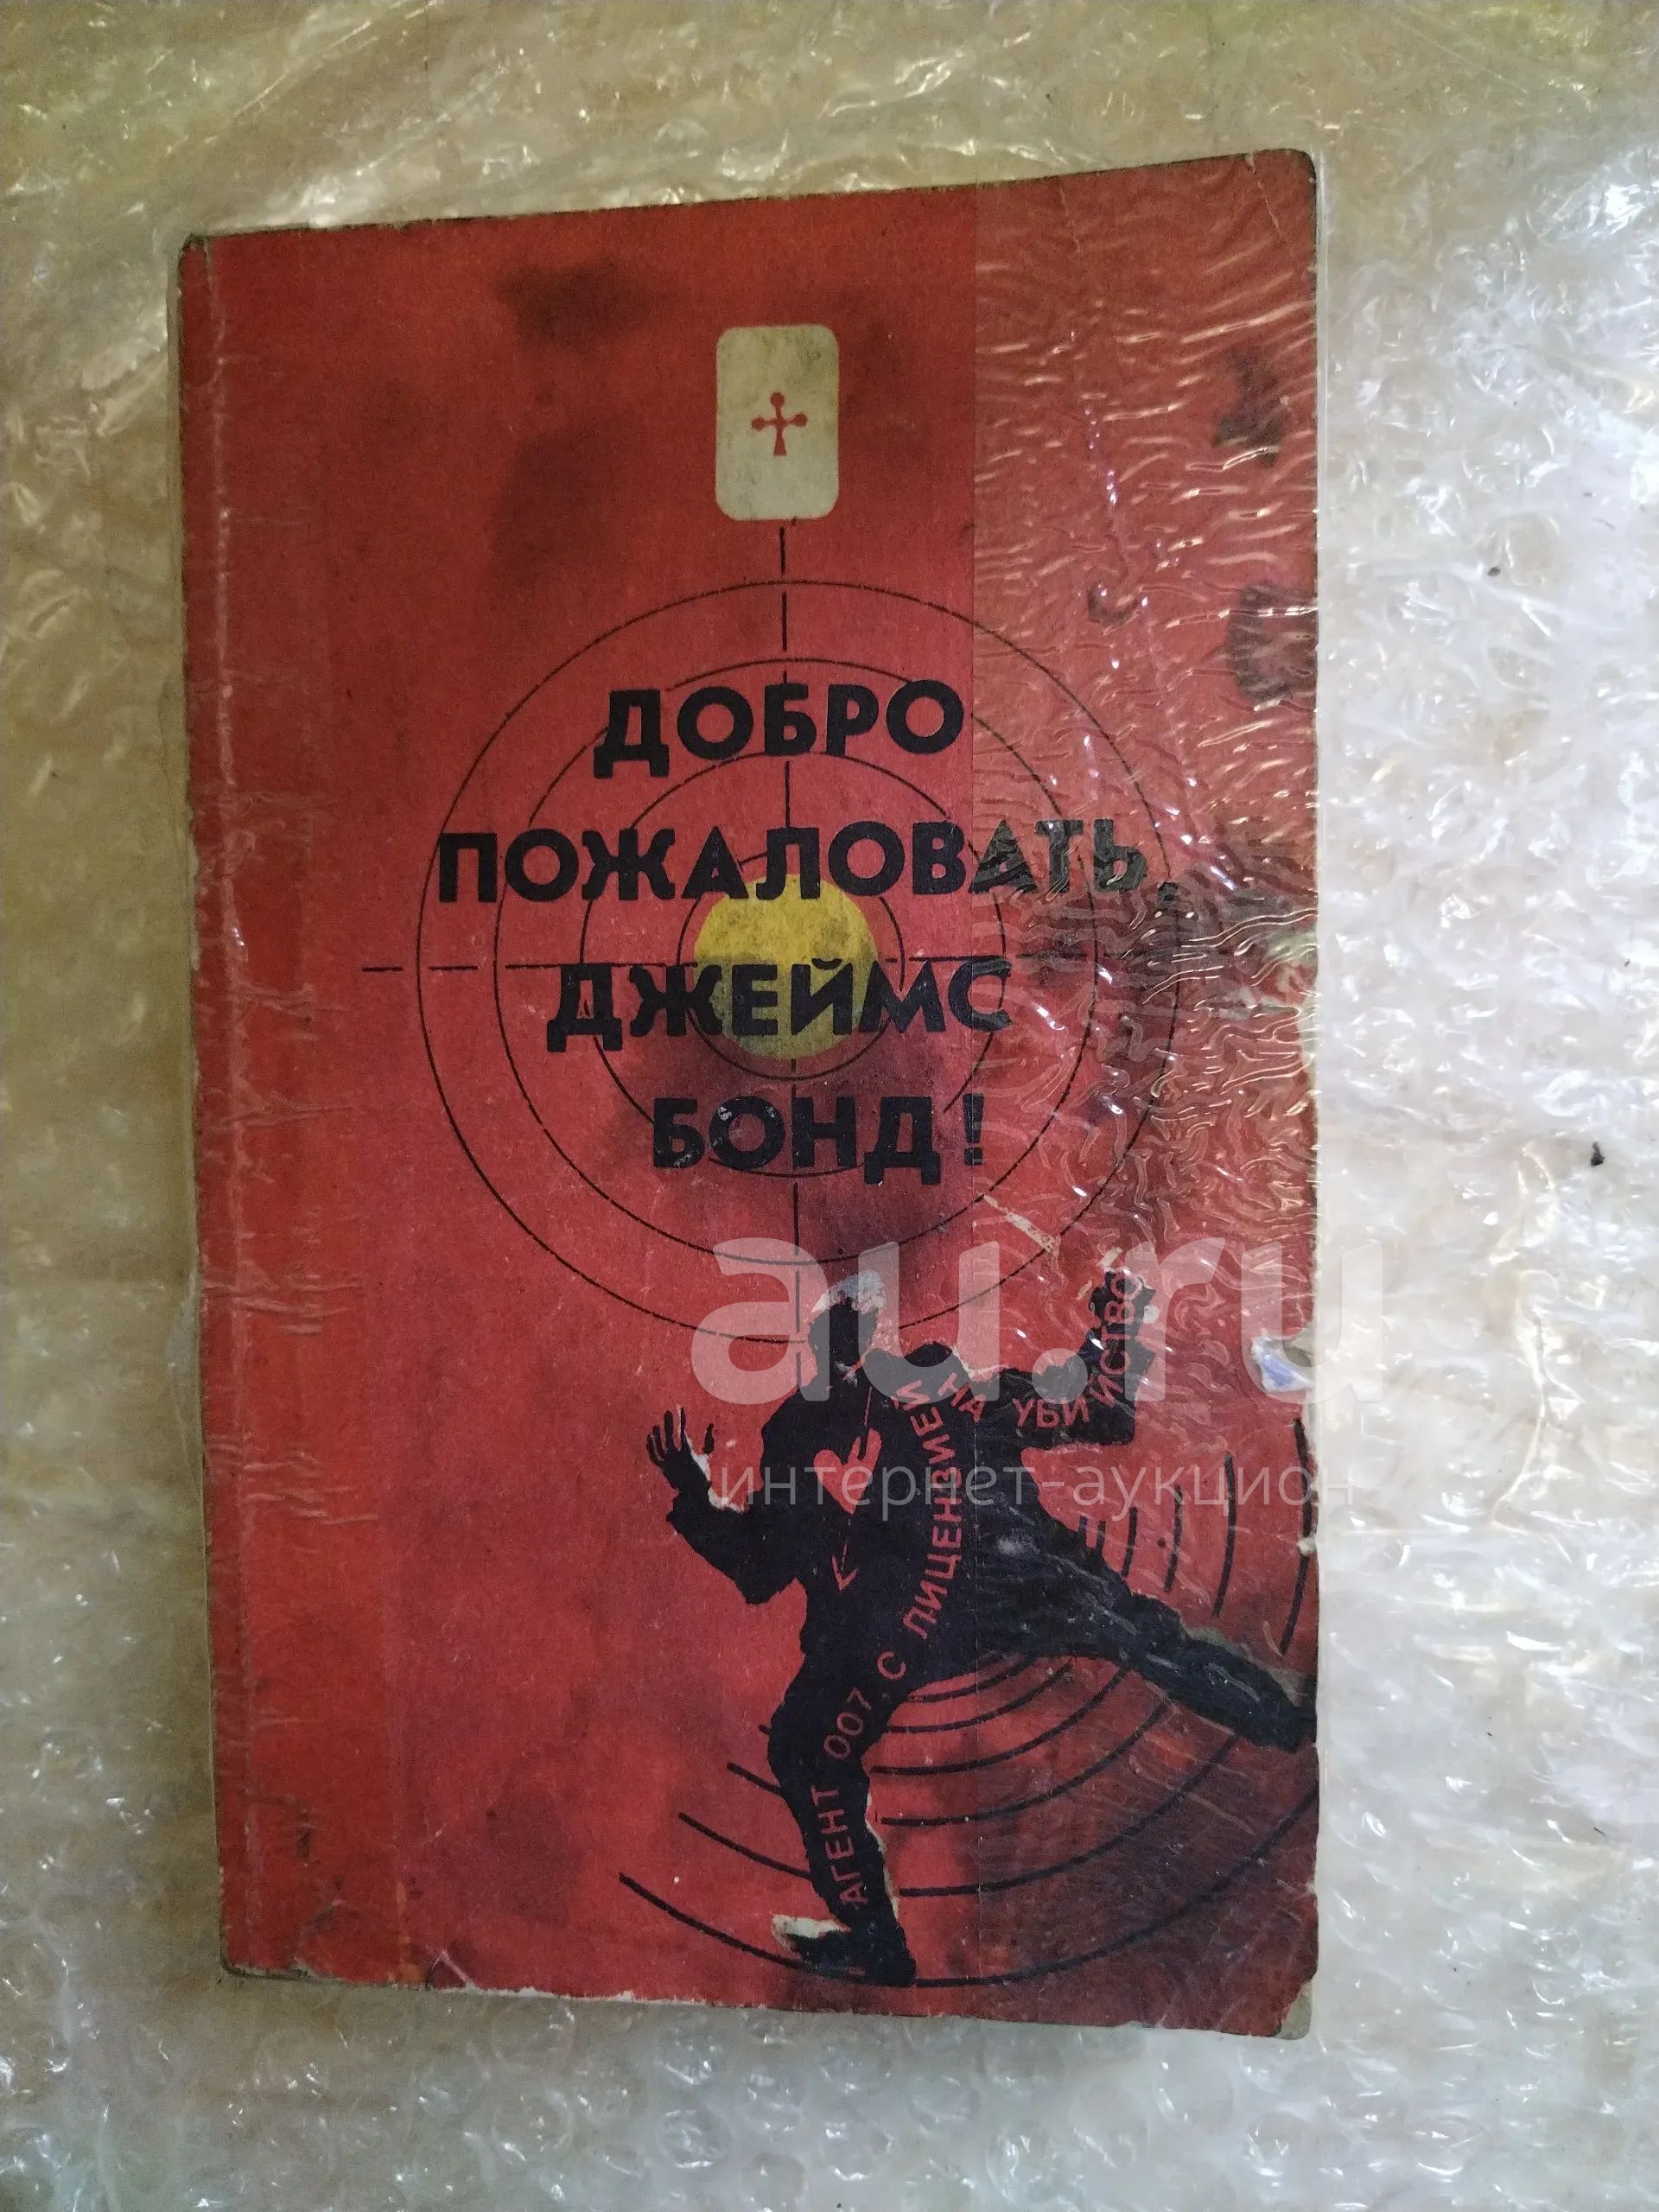 ДОБРО
ПОЖАЛОВАТЬ,
ДЖЕЙМС
БОНД!
au.ru
интернет-аукцион
АГЕНТ 007, С ЛИЦЕНЗИЕЙ НА УБИЙСТВО